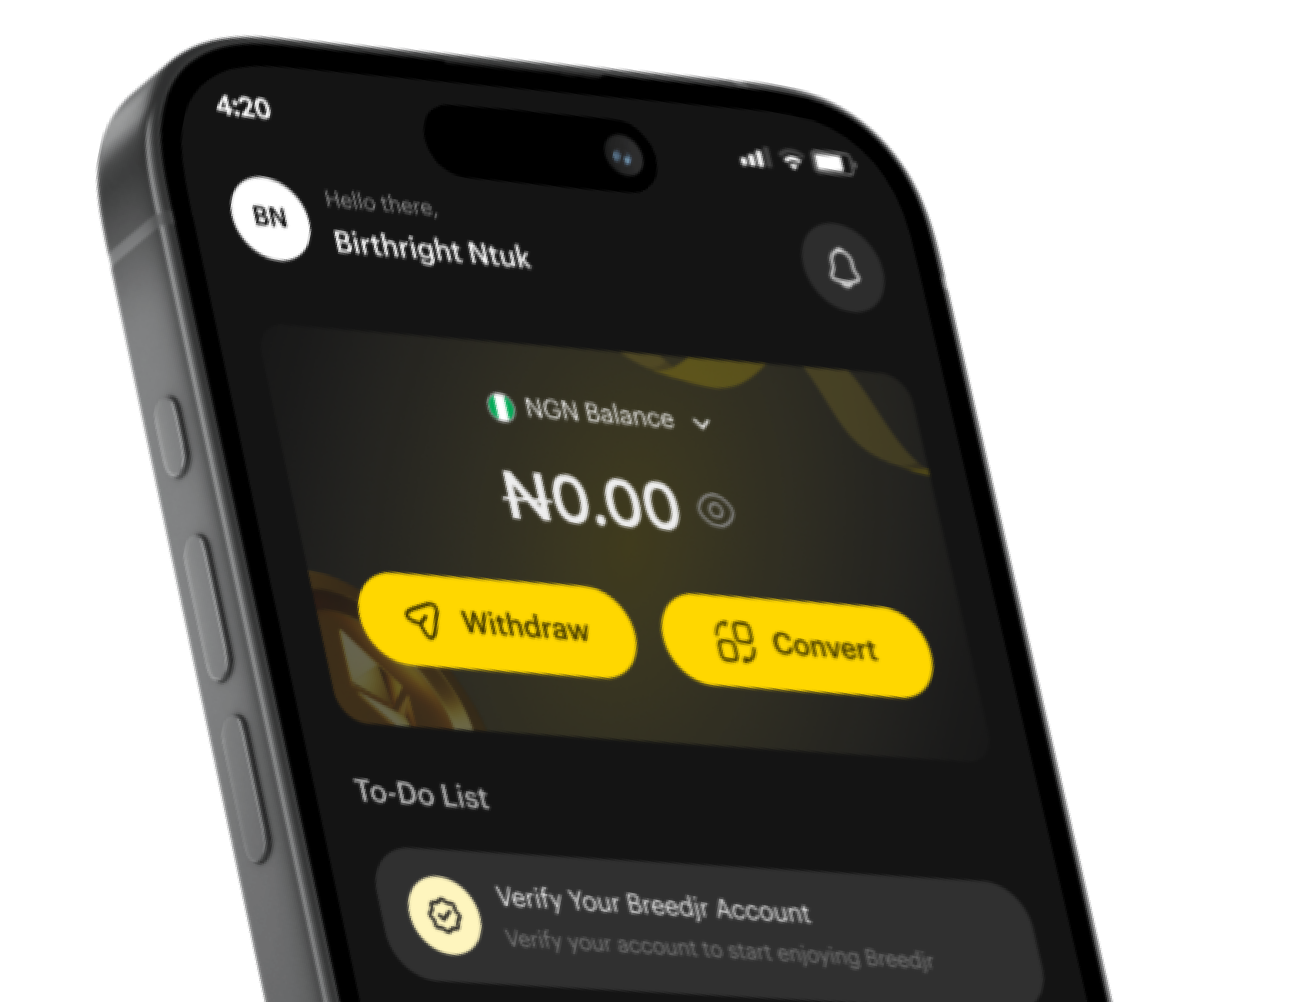 4:20
BN
Hello there,
Birthright Ntuk
NGN Balance
₦0.00
Withdraw
Convert
To-Do List
Verify Your Breedjr Account
Verify your account to start enjoying Breedjr